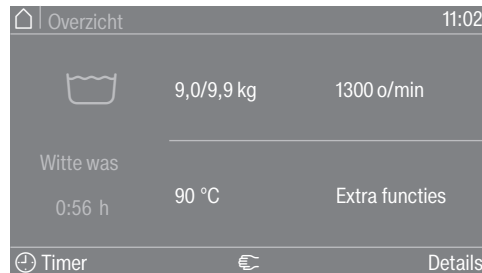 Overzicht 11:02
9,0/9,9 kg 1300 o/min
Witte was
0:56 h
90 °C Extra functies
Timer Details